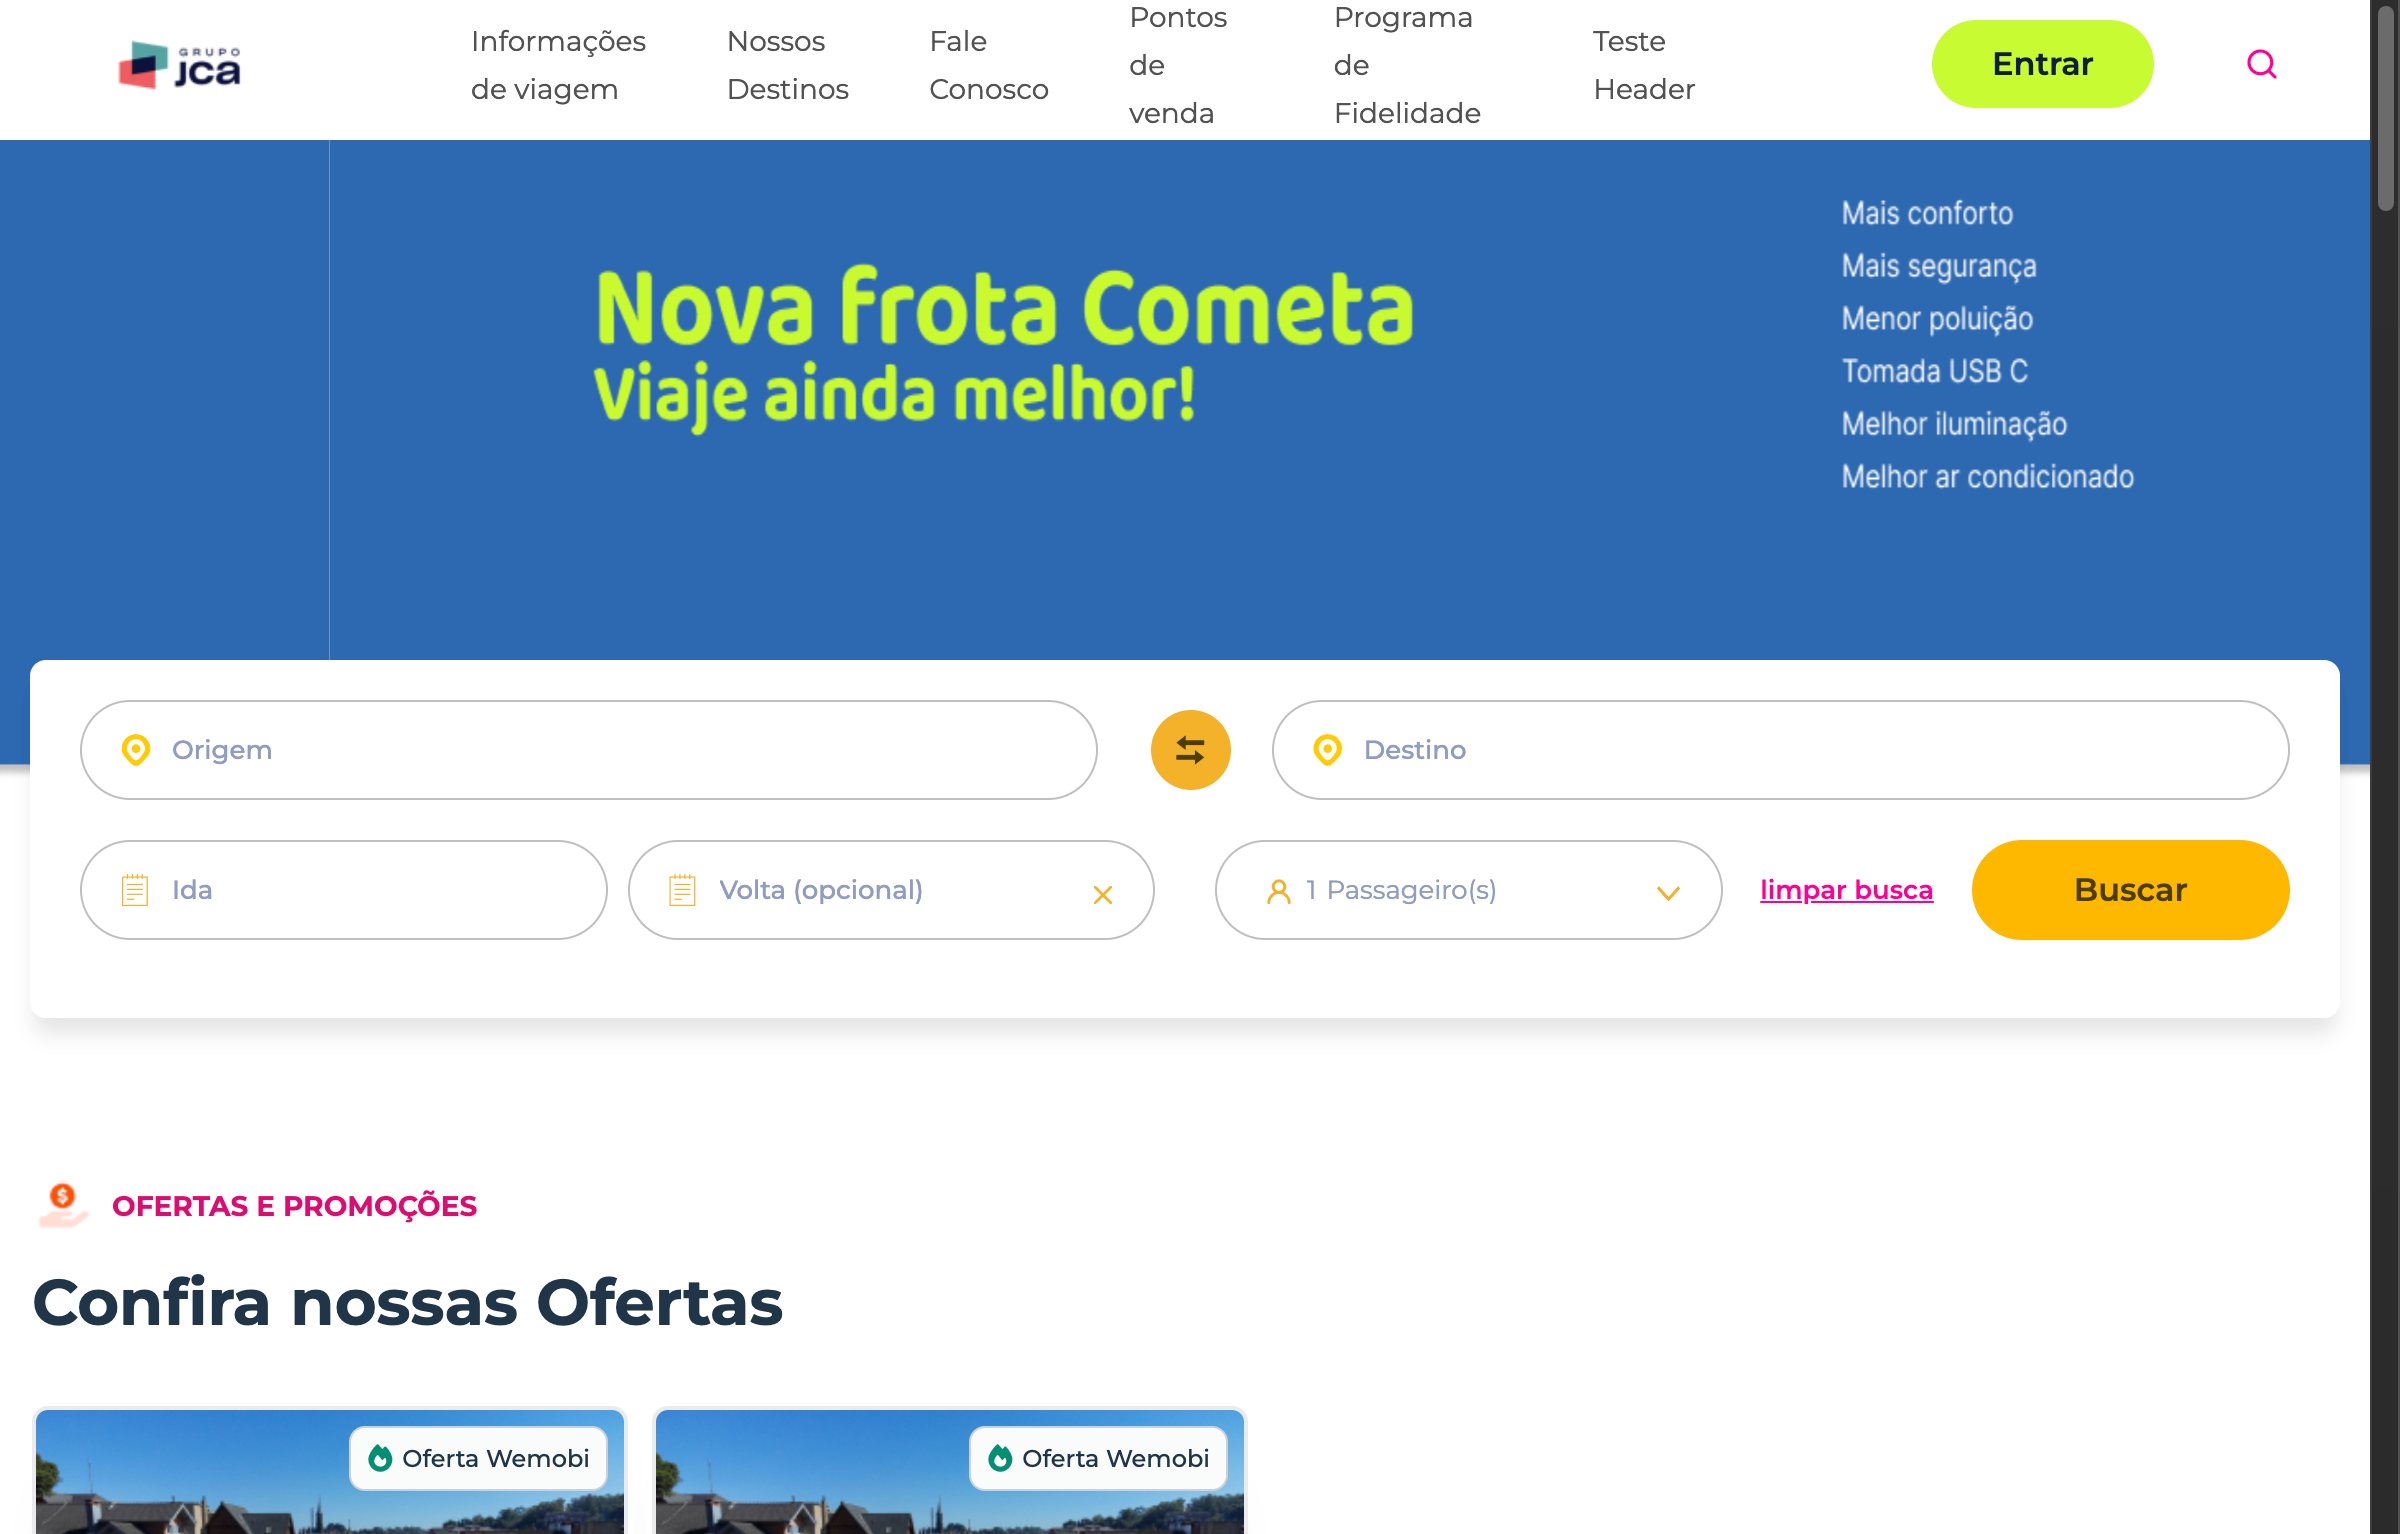 GRUPO
jca
Informações
de viagem
Nossos
Destinos
Fale
Conosco
Pontos
de
venda
Programa
de
Fidelidade
Teste
Header
Entrar
Nova frota Cometa
Viaje ainda melhor!
Mais conforto
Mais segurança
Menor poluição
Tomada USB C
Melhor iluminação
Melhor ar condicionado
Origem
Destino
Ida
Volta (opcional)
1 Passageiro(s)
limpar busca
Buscar
$
OFERTAS E PROMOÇÕES
Confira nossas Ofertas
Oferta Wemobi
Oferta Wemobi